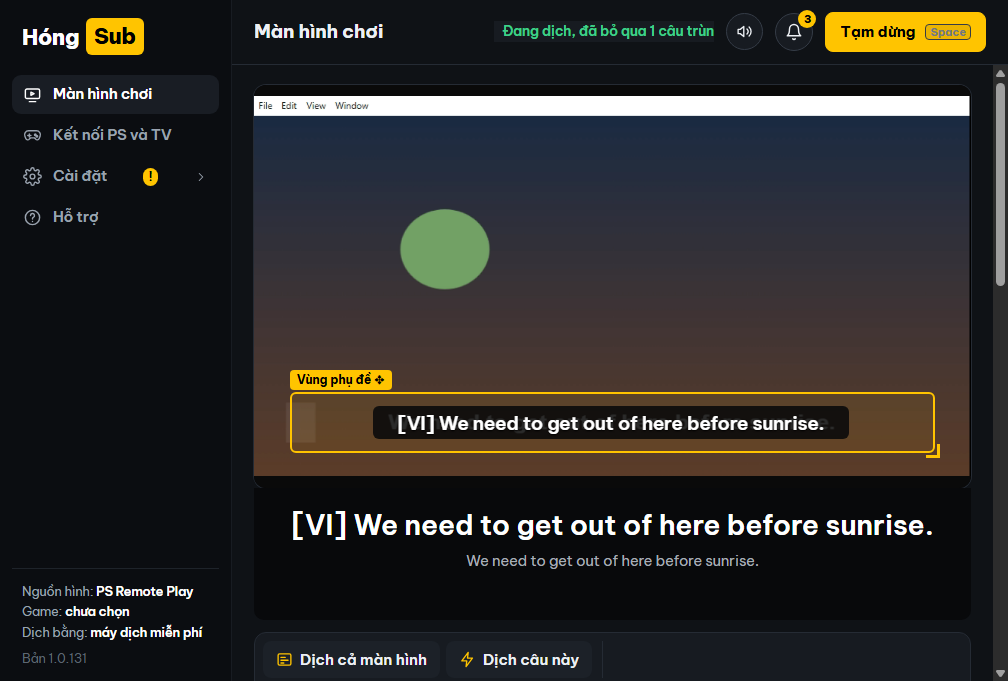 Hóng Sub
Màn hình chơi
Kết nối PS và TV
Cài đặt !
Hỗ trợ
Nguồn hình: PS Remote Play
Game: chưa chọn
Dịch bằng: máy dịch miễn phí
Bản 1.0.131
Màn hình chơi
Đang dịch, đã bỏ qua 1 câu trùn
3
Tạm dừng Space
File Edit View Window
Vùng phụ đề
[VI] We need to get out of here before sunrise.
[VI] We need to get out of here before sunrise.
We need to get out of here before sunrise.
Dịch cả màn hình
Dịch câu này